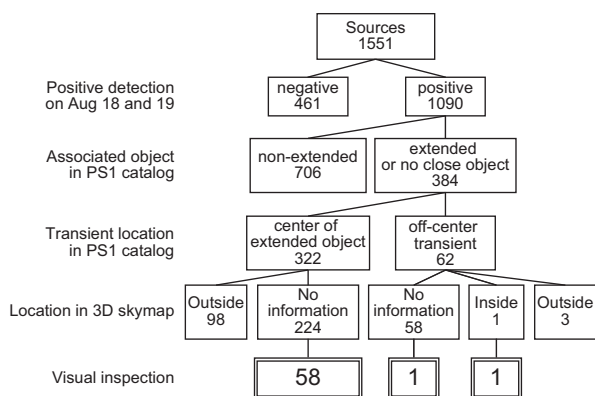 Sources
1551
Positive detection
on Aug 18 and 19
negative
461
positive
1090
Associated object
in PS1 catalog
non-extended
706
extended
or no close object
384
Transient location
in PS1 catalog
center of
extended object
322
off-center
transient
62
Location in 3D skymap
Outside
98
No
information
224
No
information
58
Inside
1
Outside
3
Visual inspection
58
1
1